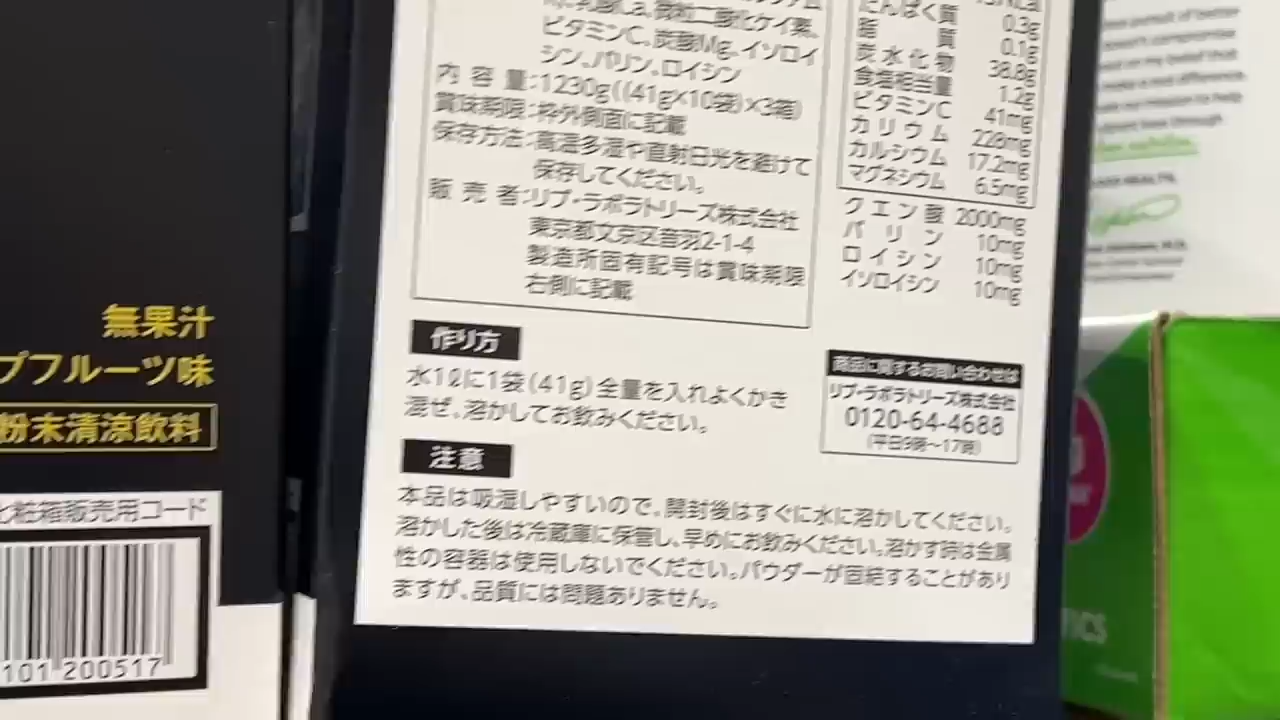 無果汁
プフルーツ味
粉末清涼飲料
化粧箱販売用コード
101 200517
ビタミンC、炭酸Mg、イソロイ
シン、バリン、ロイシン
内容量:1230g((41g×10袋)×3箱)
賞味期限:枠外側面に記載
保存方法:高温多湿や直射日光を避けて
保存してください。
販売者:リブ・ラボラトリーズ株式会社
東京都文京区音羽2-1-4
製造所固有記号は賞味期限
右側に記載
たんぱく質 0.3g
脂質 0.1g
炭水化物 38.8g
食塩相当量 1.2g
ビタミンC 41mg
カリウム 228mg
カルシウム 17.2mg
マグネシウム 6.5mg
クエン酸 2000mg
バリン 10mg
ロイシン 10mg
イソロイシン 10mg
作り方
水1ℓに1袋(41g)全量を入れよくかき
混ぜ、溶かしてお飲みください。
商品に関するお問い合わせは
リブ・ラボラトリーズ株式会社
0120-64-4688
(平日9時〜17時)
注意
本品は吸湿しやすいので、開封後はすぐに水に溶かしてください。
溶かした後は冷蔵庫に保管し、早めにお飲みください。溶かす時は金属
性の容器は使用しないでください。パウダーが固結することがあり
ますが、品質には問題ありません。